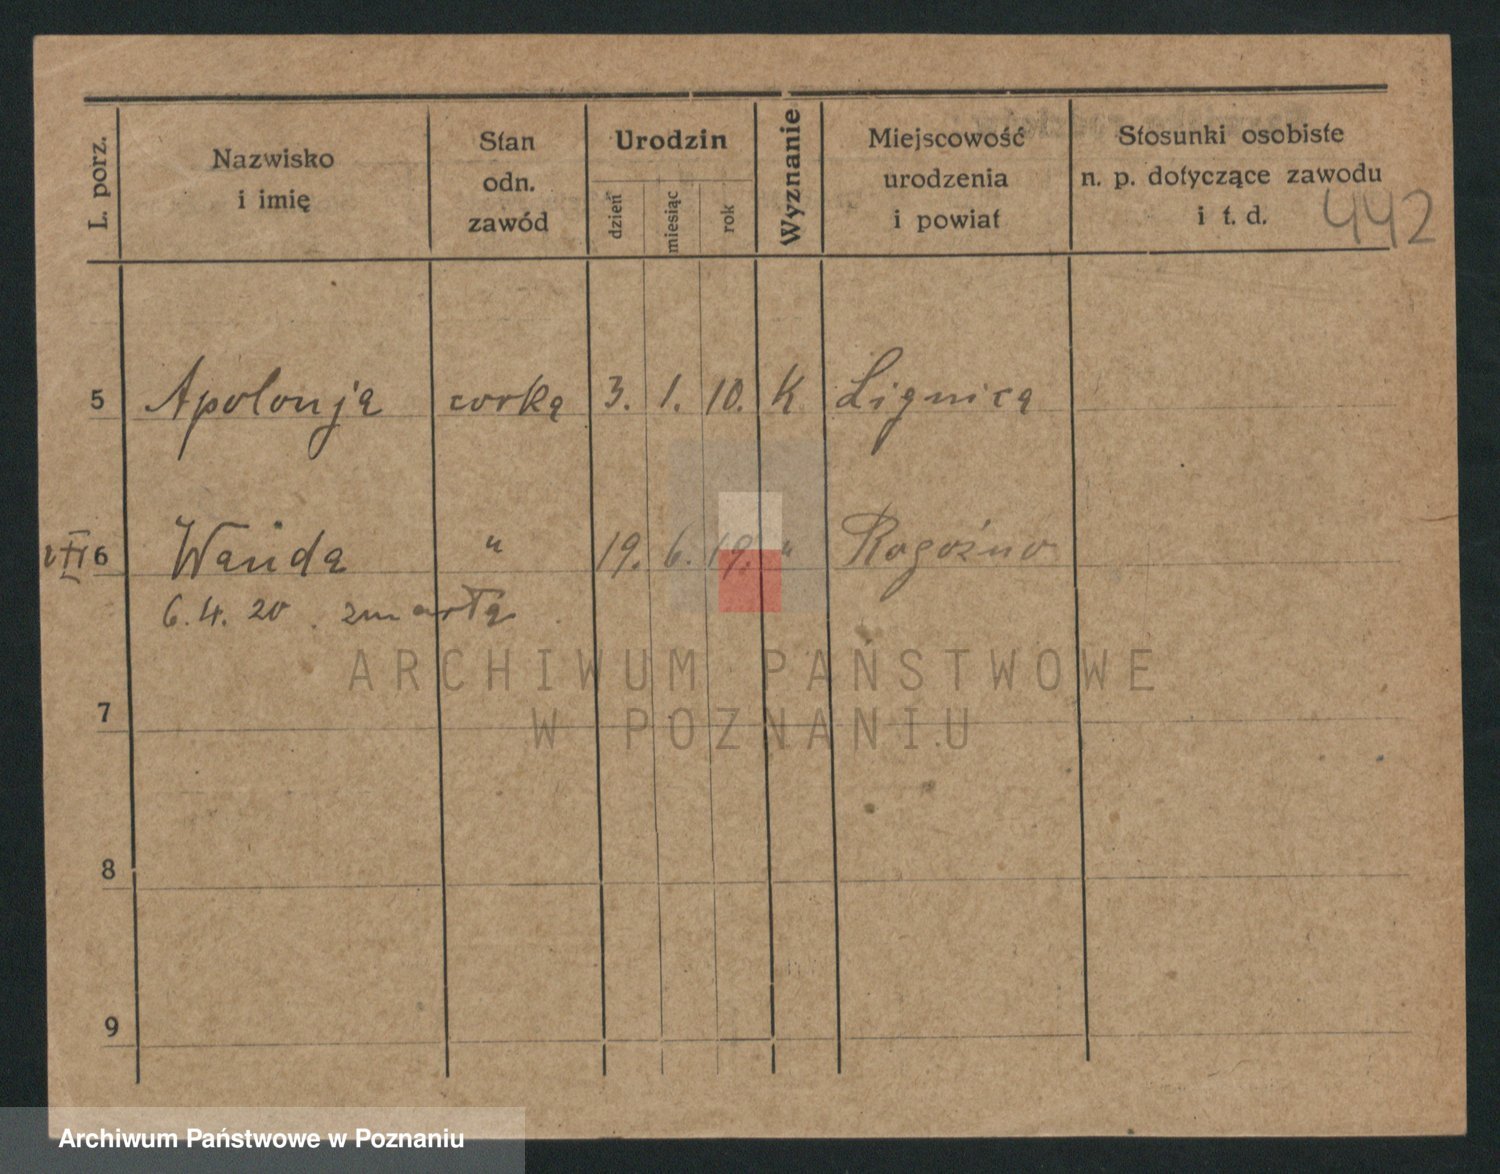 L. porz.
Nazwisko
i imię
Stan
odn.
zawód
Urodzin
dzień
miesiąc
rok
Wyznanie
Miejscowość
urodzenia
i powiat
Stosunki osobiste
n. p. dotyczące zawodu
i t. d.
442
5 Apolonja corka 3. 1. 10. K Lignica
6 Wanda " 19. 6. 19. " Rogoźno
6. 4. 20 . zmarła
ARCHIWUM PAŃSTWOWE
W POZNANIU
7
8
9
Archiwum Państwowe w Poznaniu